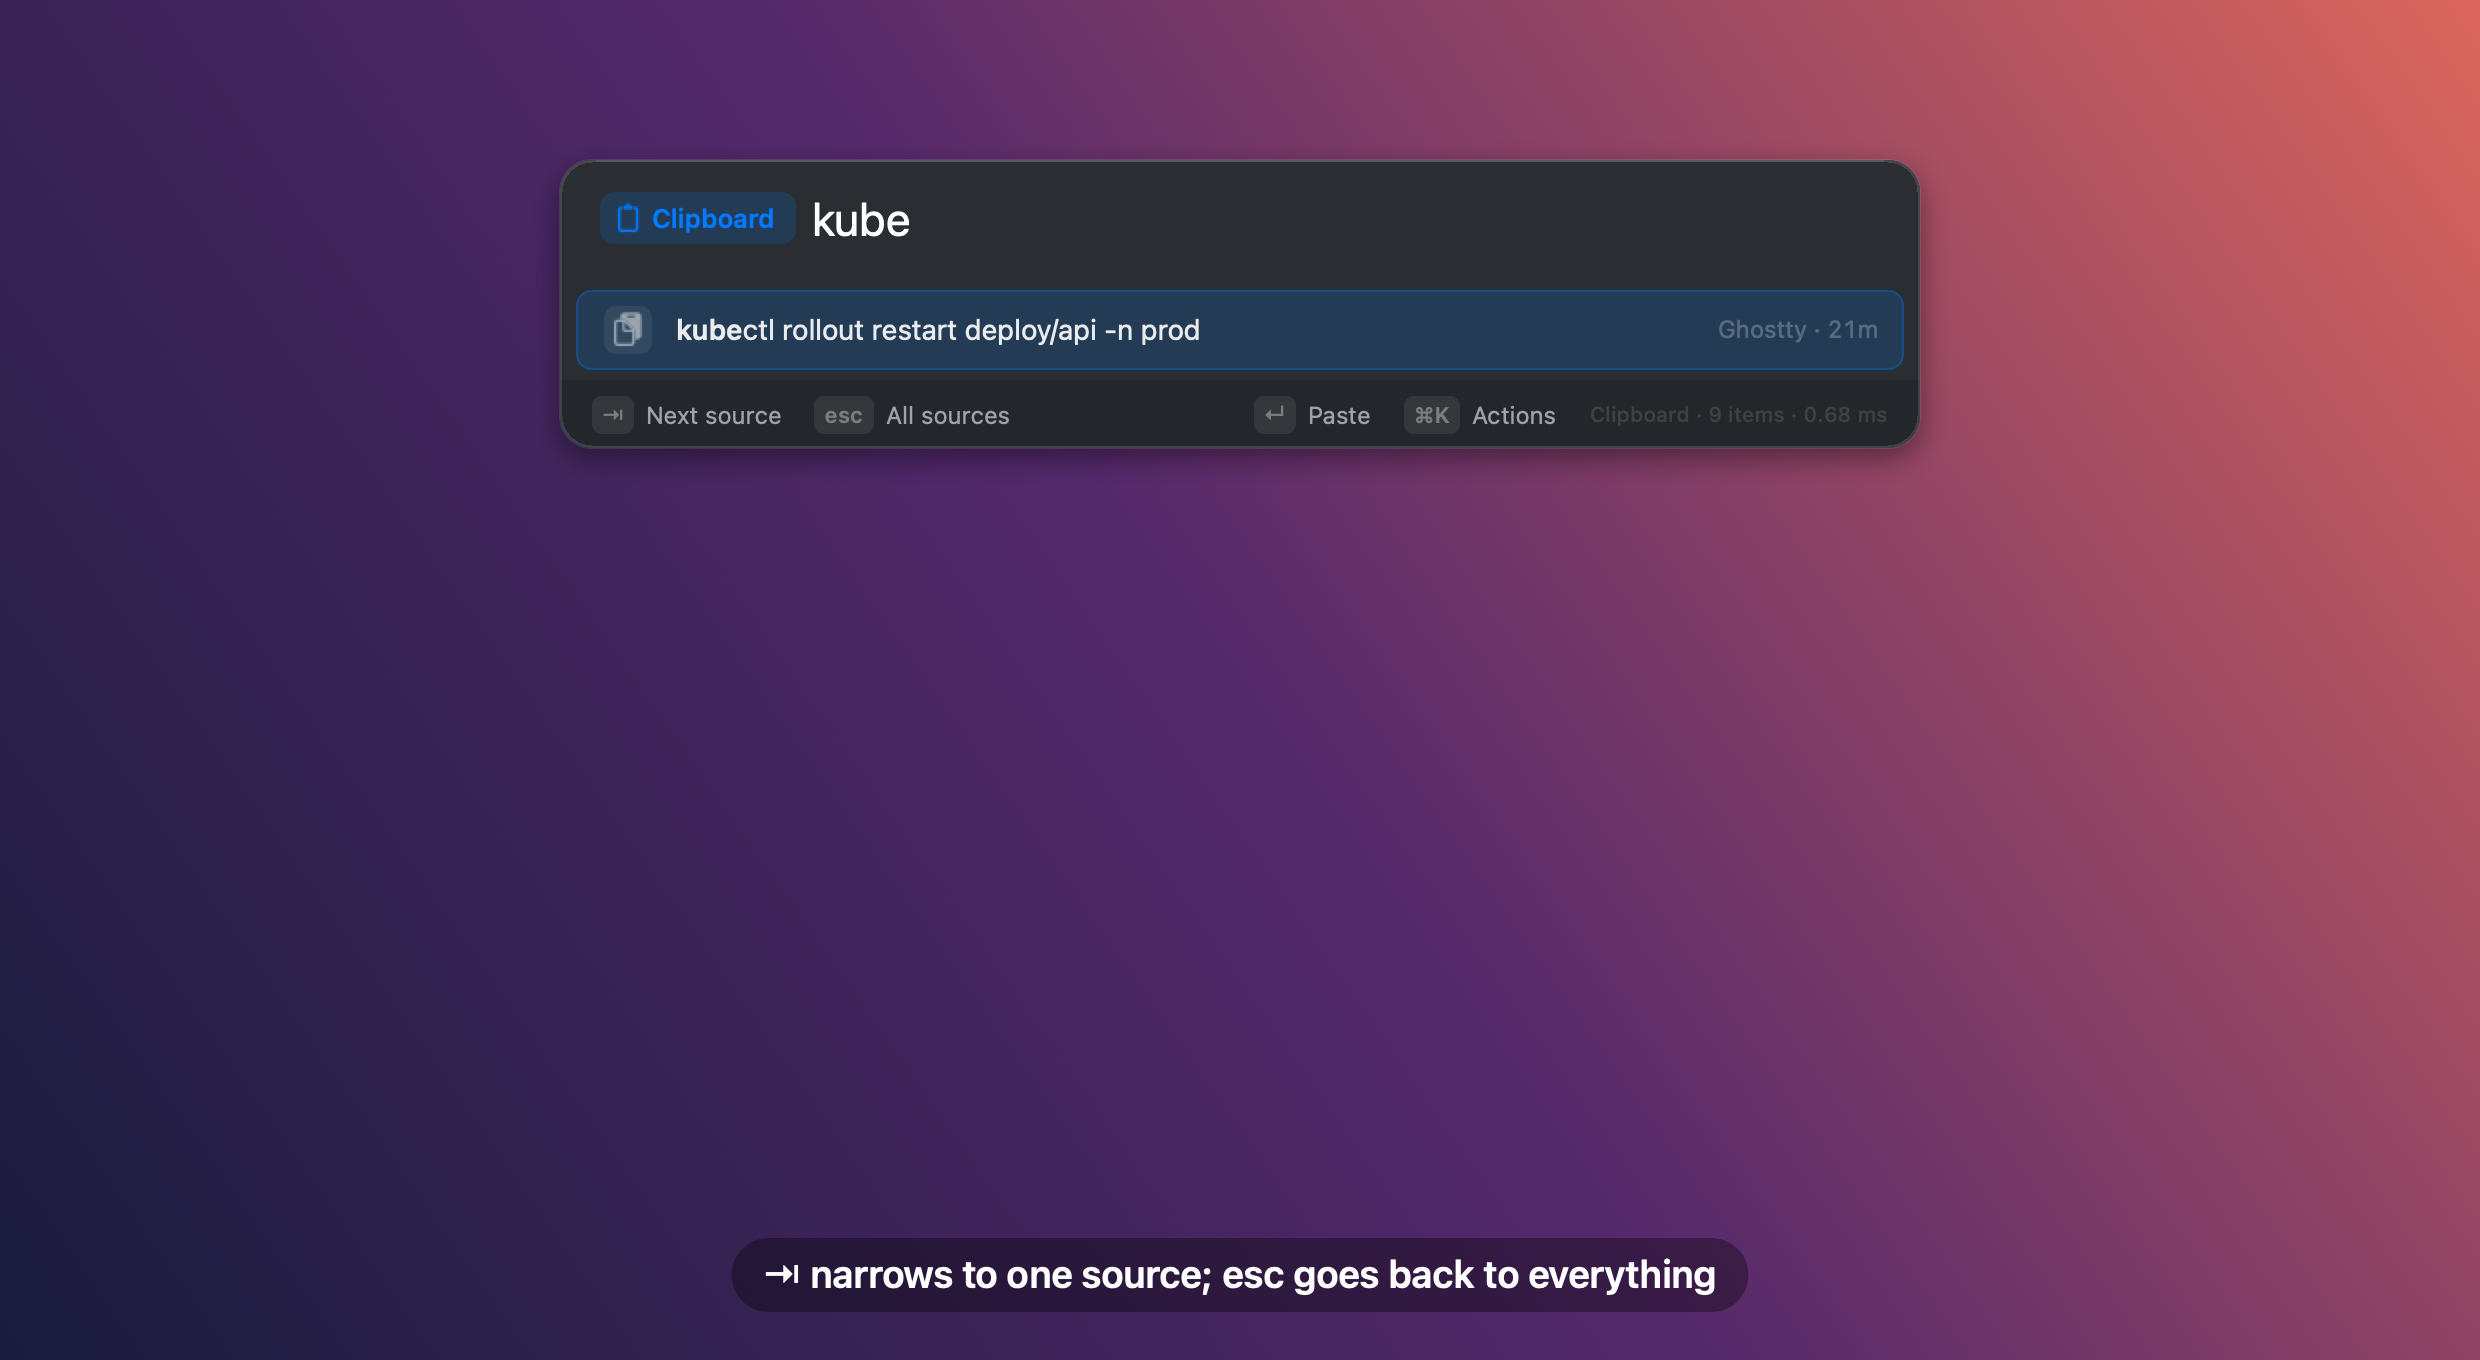 Clipboard kube
kubectl rollout restart deploy/api -n prod Ghostty · 21m
⇥ Next source esc All sources ↵ Paste ⌘K Actions Clipboard · 9 items · 0.68 ms
⇥ narrows to one source; esc goes back to everything